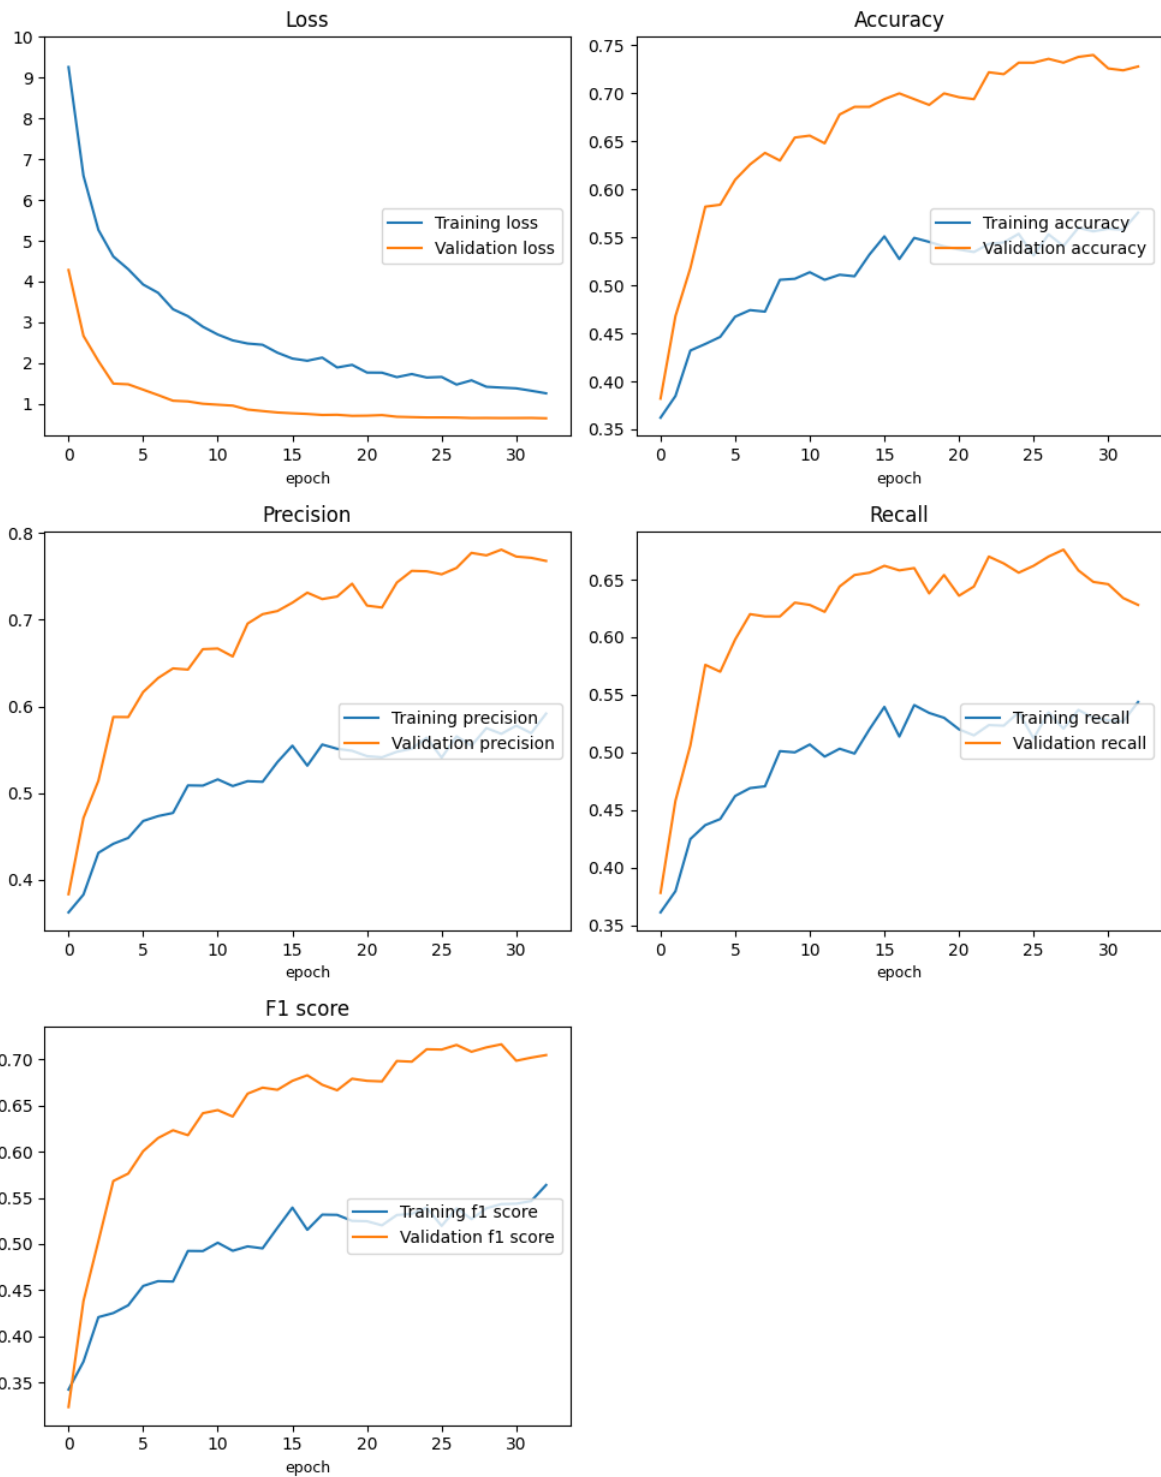 Loss
10
9
8
7
6
5
4
3
2
1
Training loss
Validation loss
0 5 10 15 20 25 30
epoch
Accuracy
0.75
0.70
0.65
0.60
0.55
0.50
0.45
0.40
0.35
Training accuracy
Validation accuracy
0 5 10 15 20 25 30
epoch
Precision
0.8
0.7
0.6
0.5
0.4
Training precision
Validation precision
0 5 10 15 20 25 30
epoch
Recall
0.65
0.60
0.55
0.50
0.45
0.40
0.35
Training recall
Validation recall
0 5 10 15 20 25 30
epoch
F1 score
0.70
0.65
0.60
0.55
0.50
0.45
0.40
0.35
Training f1 score
Validation f1 score
0 5 10 15 20 25 30
epoch